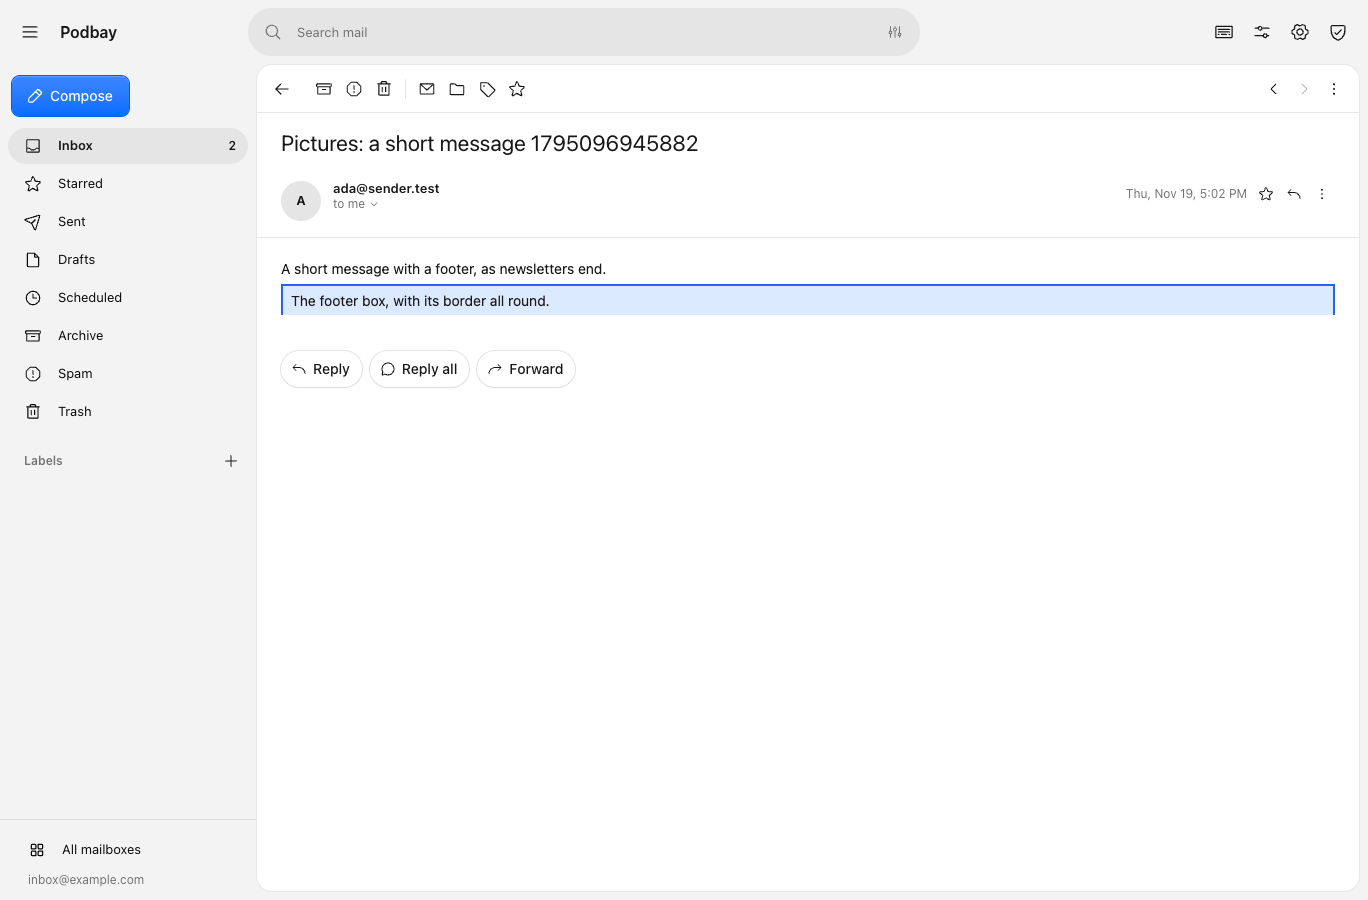 Podbay
Search mail
Compose
Inbox 2
Starred
Sent
Drafts
Scheduled
Archive
Spam
Trash
Labels
All mailboxes
inbox@example.com
Pictures: a short message 1795096945882
A
ada@sender.test
to me
Thu, Nov 19, 5:02 PM
A short message with a footer, as newsletters end.
The footer box, with its border all round.
Reply
Reply all
Forward